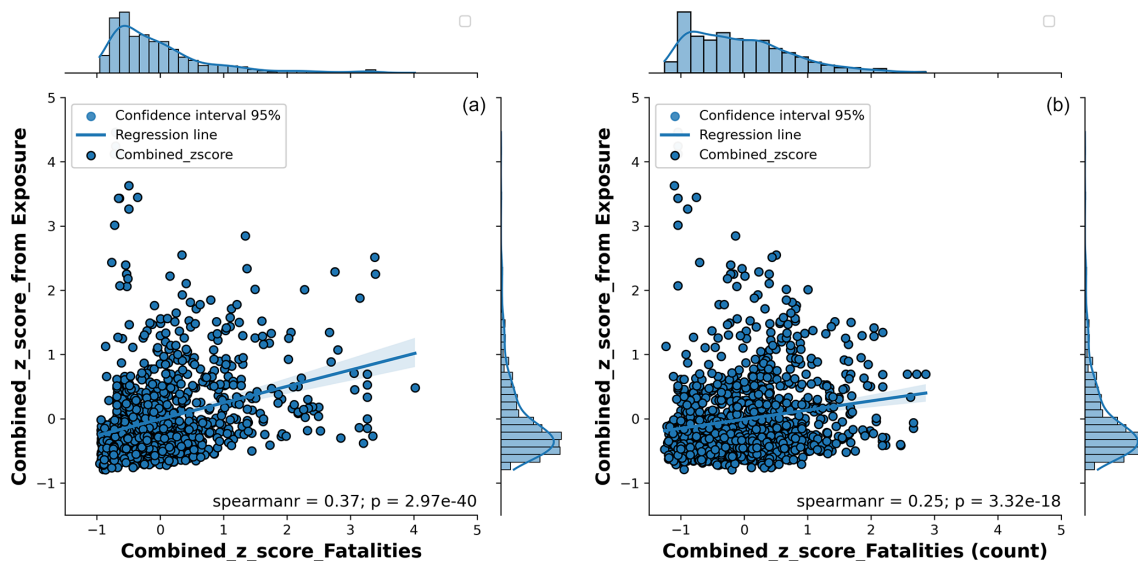 (a)
Confidence interval 95%
Regression line
Combined_zscore
5
4
3
2
1
0
−1
Combined_z_score_from Exposure
spearmanr = 0.37; p = 2.97e-40
−1 0 1 2 3 4 5
Combined_z_score_Fatalities
(b)
Confidence interval 95%
Regression line
Combined_zscore
5
4
3
2
1
0
−1
Combined_z_score_from Exposure
spearmanr = 0.25; p = 3.32e-18
−1 0 1 2 3 4 5
Combined_z_score_Fatalities (count)